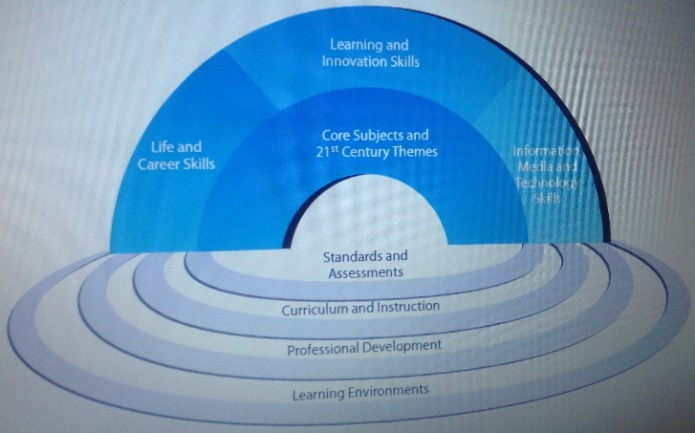 Learning and
Innovation Skills
Core Subjects and
21st Century Themes
Life and
Career Skills
Information
Media and
Technology
Skills
Standards and
Assessments
Curriculum and Instruction
Professional Development
Learning Environments